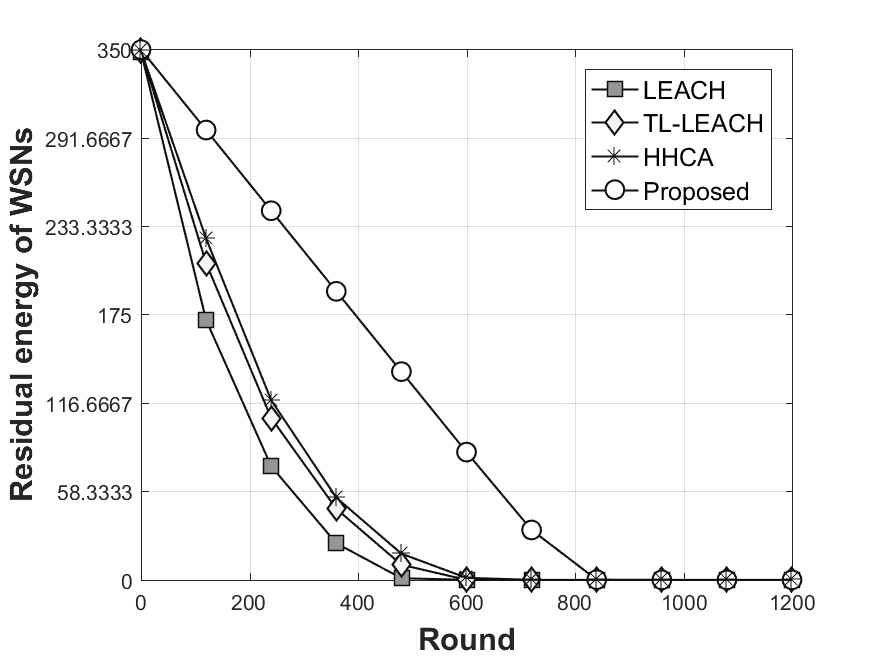 Residual energy of WSNs
350
291.6667
233.3333
175
116.6667
58.3333
0
LEACH
TL-LEACH
HHCA
Proposed
0 200 400 600 800 1000 1200
Round